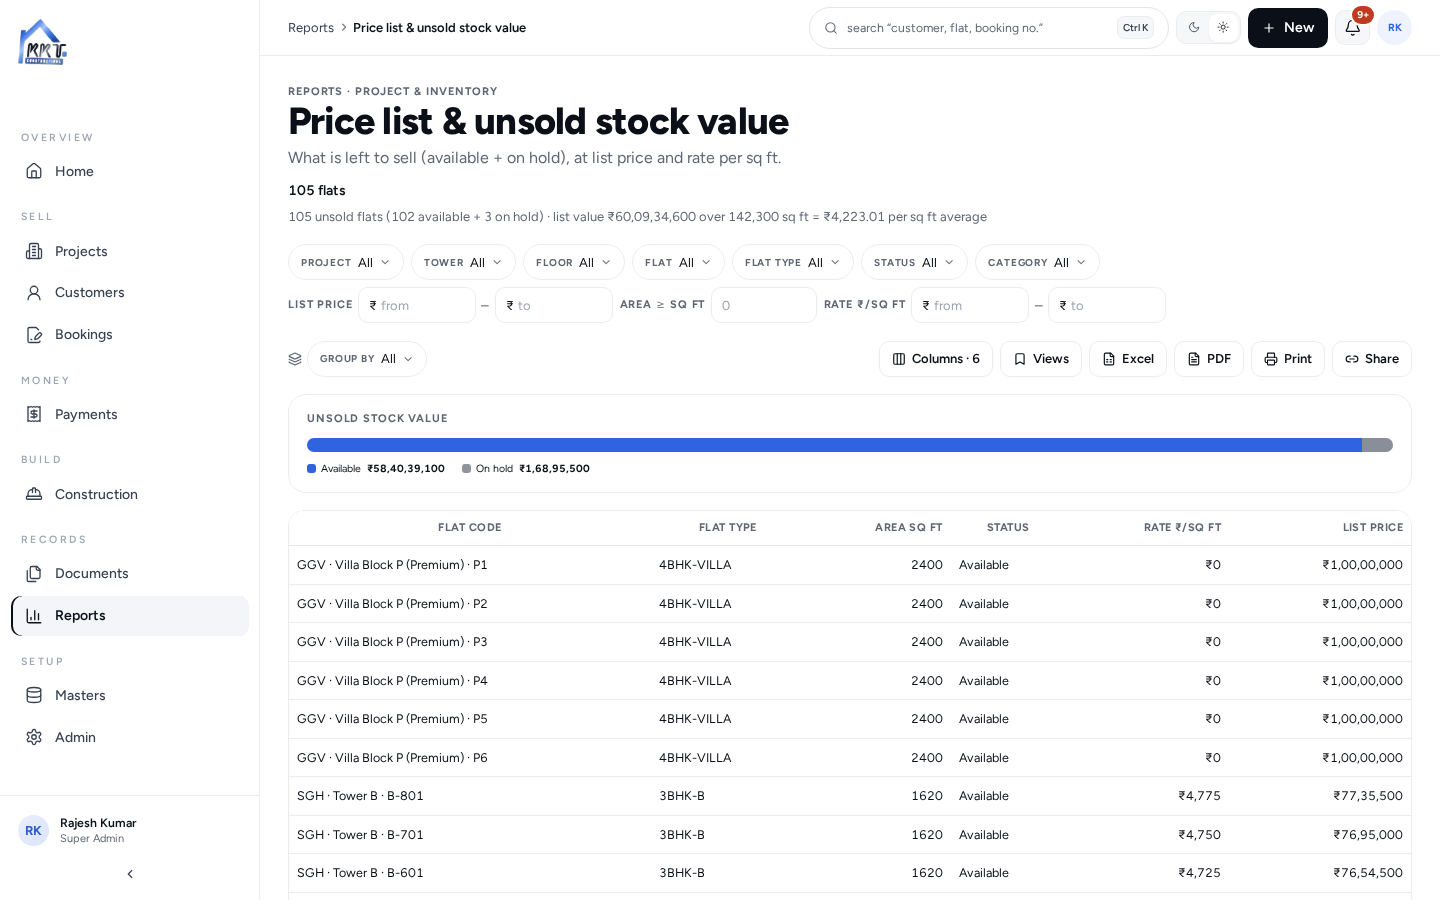 RKT
CONSTRUCTIONS
Reports > Price list & unsold stock value
search “customer, flat, booking no.”
Ctrl K
+ New
9+
RK
OVERVIEW
Home
SELL
Projects
Customers
Bookings
MONEY
Payments
BUILD
Construction
RECORDS
Documents
Reports
SETUP
Masters
Admin
RK
Rajesh Kumar
Super Admin
REPORTS · PROJECT & INVENTORY
Price list & unsold stock value
What is left to sell (available + on hold), at list price and rate per sq ft.
105 flats
105 unsold flats (102 available + 3 on hold) · list value ₹60,09,34,600 over 142,300 sq ft = ₹4,223.01 per sq ft average
PROJECT All TOWER All FLOOR All FLAT All FLAT TYPE All STATUS All CATEGORY All
LIST PRICE ₹ from – ₹ to AREA ≥ SQ FT 0 RATE ₹/SQ FT ₹ from – ₹ to
GROUP BY All Columns · 6 Views Excel PDF Print Share
UNSOLD STOCK VALUE
Available ₹58,40,39,100 On hold ₹1,68,95,500
FLAT CODE FLAT TYPE AREA SQ FT STATUS RATE ₹/SQ FT LIST PRICE
GGV · Villa Block P (Premium) · P1 4BHK-VILLA 2400 Available ₹0 ₹1,00,00,000
GGV · Villa Block P (Premium) · P2 4BHK-VILLA 2400 Available ₹0 ₹1,00,00,000
GGV · Villa Block P (Premium) · P3 4BHK-VILLA 2400 Available ₹0 ₹1,00,00,000
GGV · Villa Block P (Premium) · P4 4BHK-VILLA 2400 Available ₹0 ₹1,00,00,000
GGV · Villa Block P (Premium) · P5 4BHK-VILLA 2400 Available ₹0 ₹1,00,00,000
GGV · Villa Block P (Premium) · P6 4BHK-VILLA 2400 Available ₹0 ₹1,00,00,000
SGH · Tower B · B-801 3BHK-B 1620 Available ₹4,775 ₹77,35,500
SGH · Tower B · B-701 3BHK-B 1620 Available ₹4,750 ₹76,95,000
SGH · Tower B · B-601 3BHK-B 1620 Available ₹4,725 ₹76,54,500